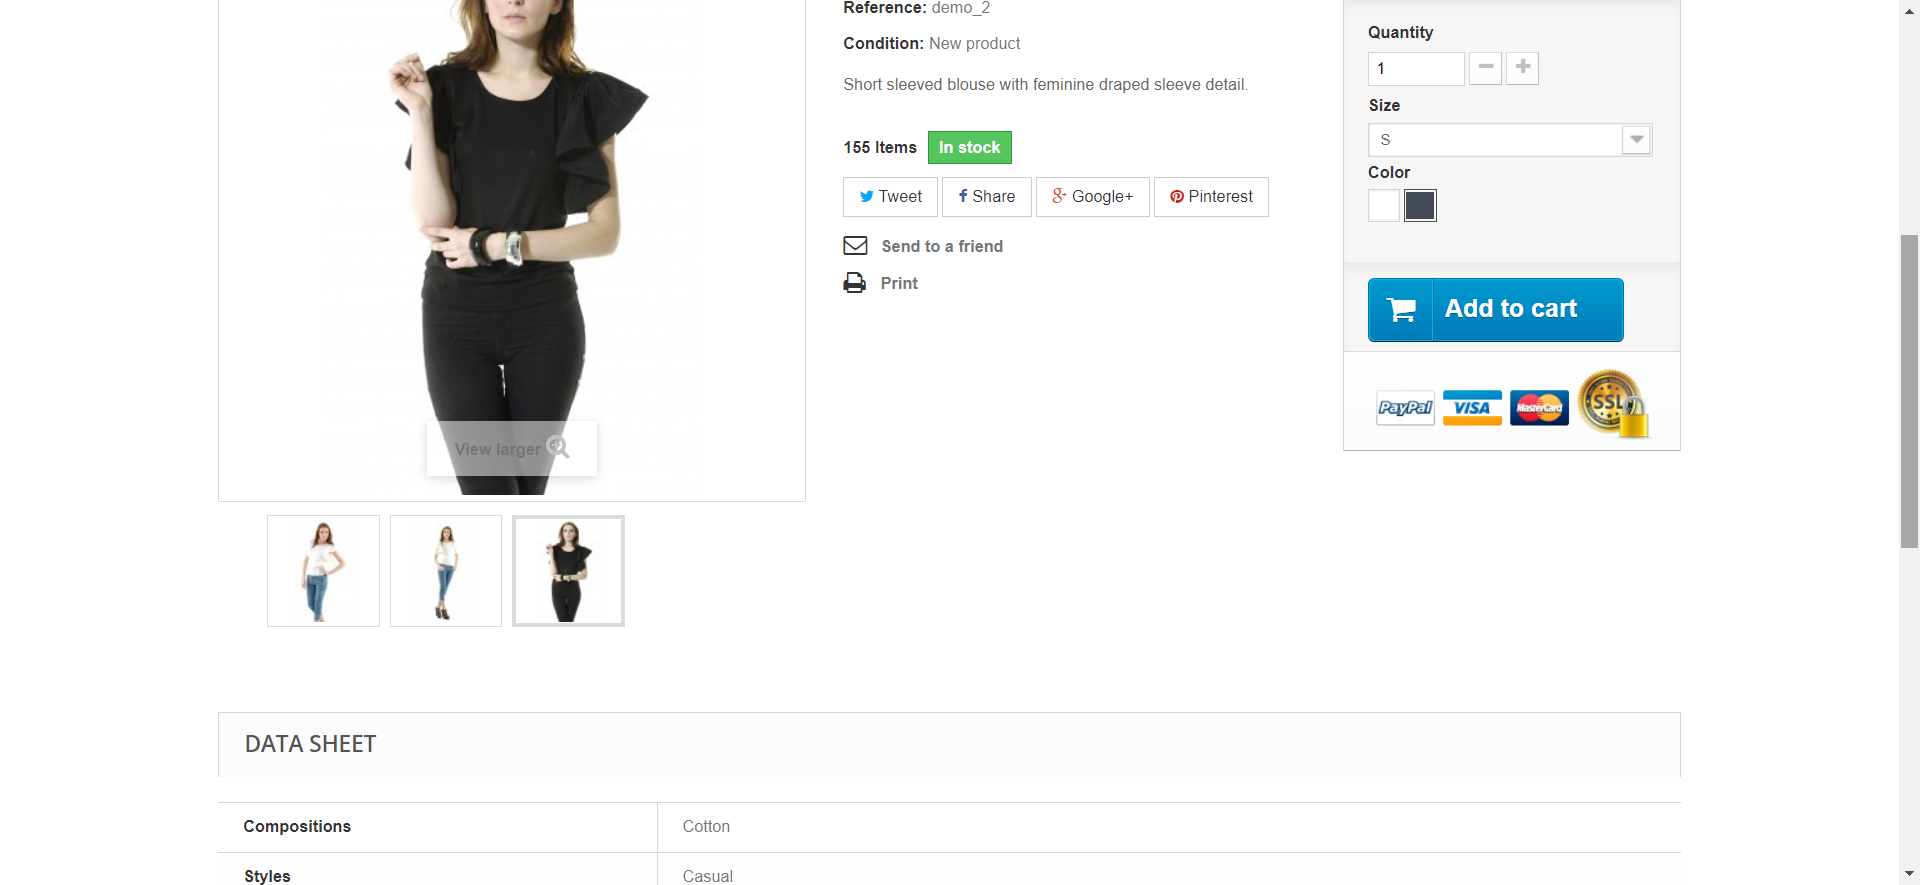 Reference: demo_2
Condition: New product
Short sleeved blouse with feminine draped sleeve detail.
155 Items In stock
Tweet Share Google+ Pinterest
Send to a friend
Print
View larger
Quantity
1
Size
S
Color
Add to cart
PayPal VISA MasterCard SSL
DATA SHEET
Compositions Cotton
Styles Casual